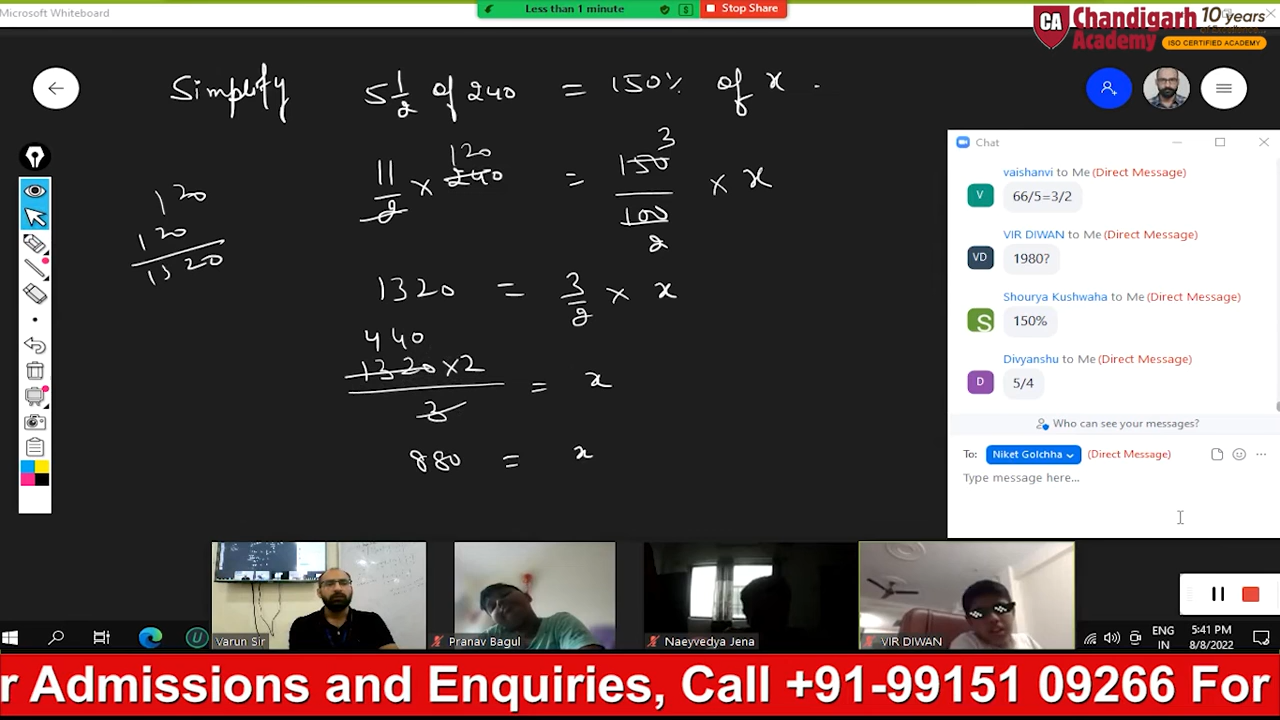 Microsoft Whiteboard
Less than 1 minute
$
Stop Share
CA Chandigarh Academy
10 years
of Excellence
ISO CERTIFIED ACADEMY
Simplify 5 1/2 of 240 = 150% of x.
11/2 × 240 120 = 150 3/100 2 × x
120
120
1320
1320 = 3/2 × x
440
1320×2/3 = x
880 = x
Chat
vaishanvi to Me (Direct Message)
V
66/5=3/2
VIR DIWAN to Me (Direct Message)
VD
1980?
Shourya Kushwaha to Me (Direct Message)
S
150%
Divyanshu to Me (Direct Message)
D
5/4
Who can see your messages?
To: Niket Golchha (Direct Message)
Type message here...
Varun Sir
Pranav Bagul
Naeyvedya Jena
VIR DIWAN
ENG
IN
5:41 PM
8/8/2022
r Admissions and Enquiries, Call +91-99151 09266 For